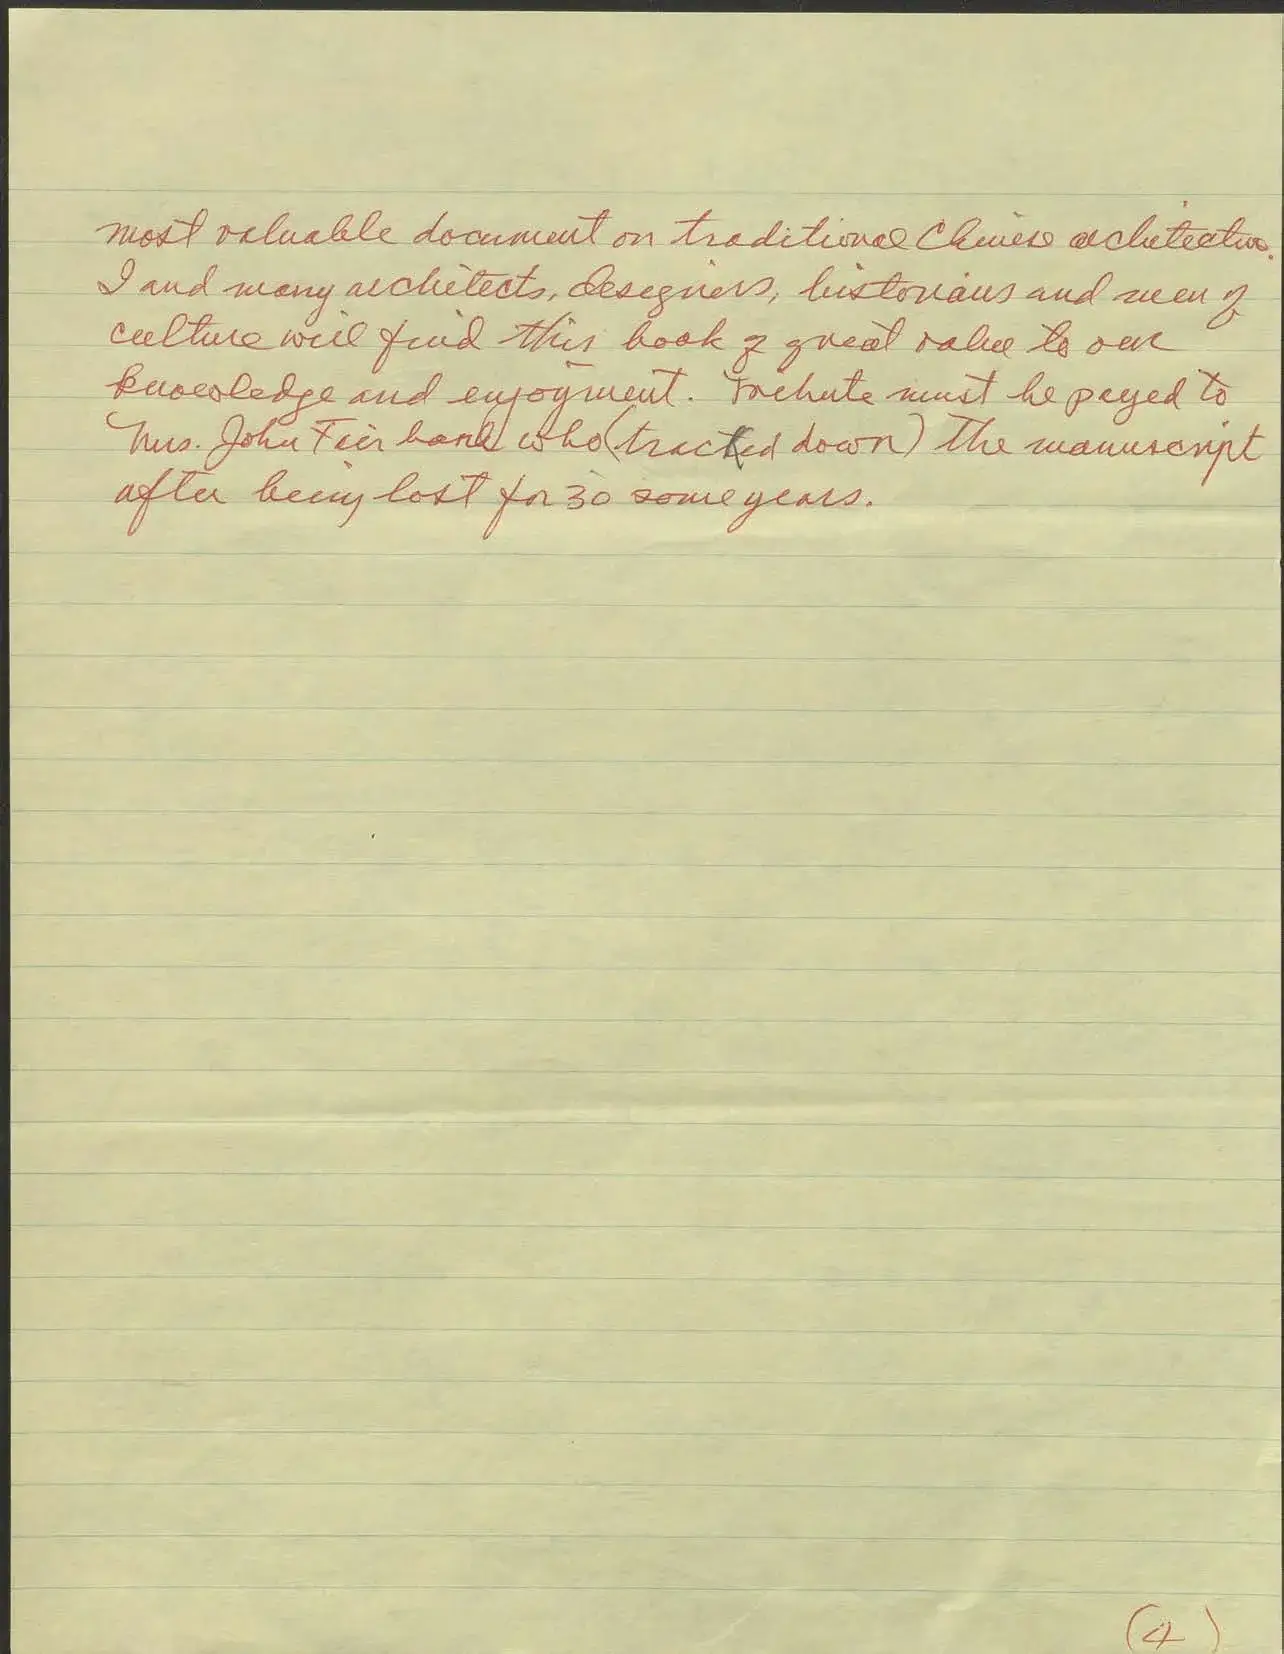 most valuable document on traditional Chinese architecture.
I and many architects, designers, historians and men of
culture will find this book of great value to our
knowledge and enjoyment. must be payed to
Mrs. John Fairbank who (tracked down) the manuscript
after being lost for 30 some years.
(4)